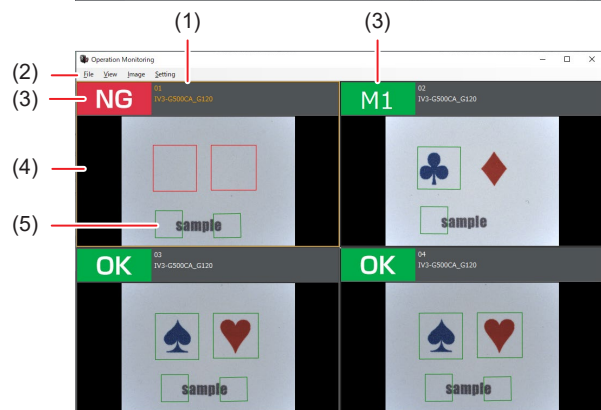 (1)
(3)
Operation Monitoring
(2)
File View Image Setting
(3)
NG
01
IV3-G500CA_G120
M1
02
IV3-G500CA_G120
(4)
(5)
sample
sample
OK
03
IV3-G500CA_G120
OK
04
IV3-G500CA_G120
sample
sample